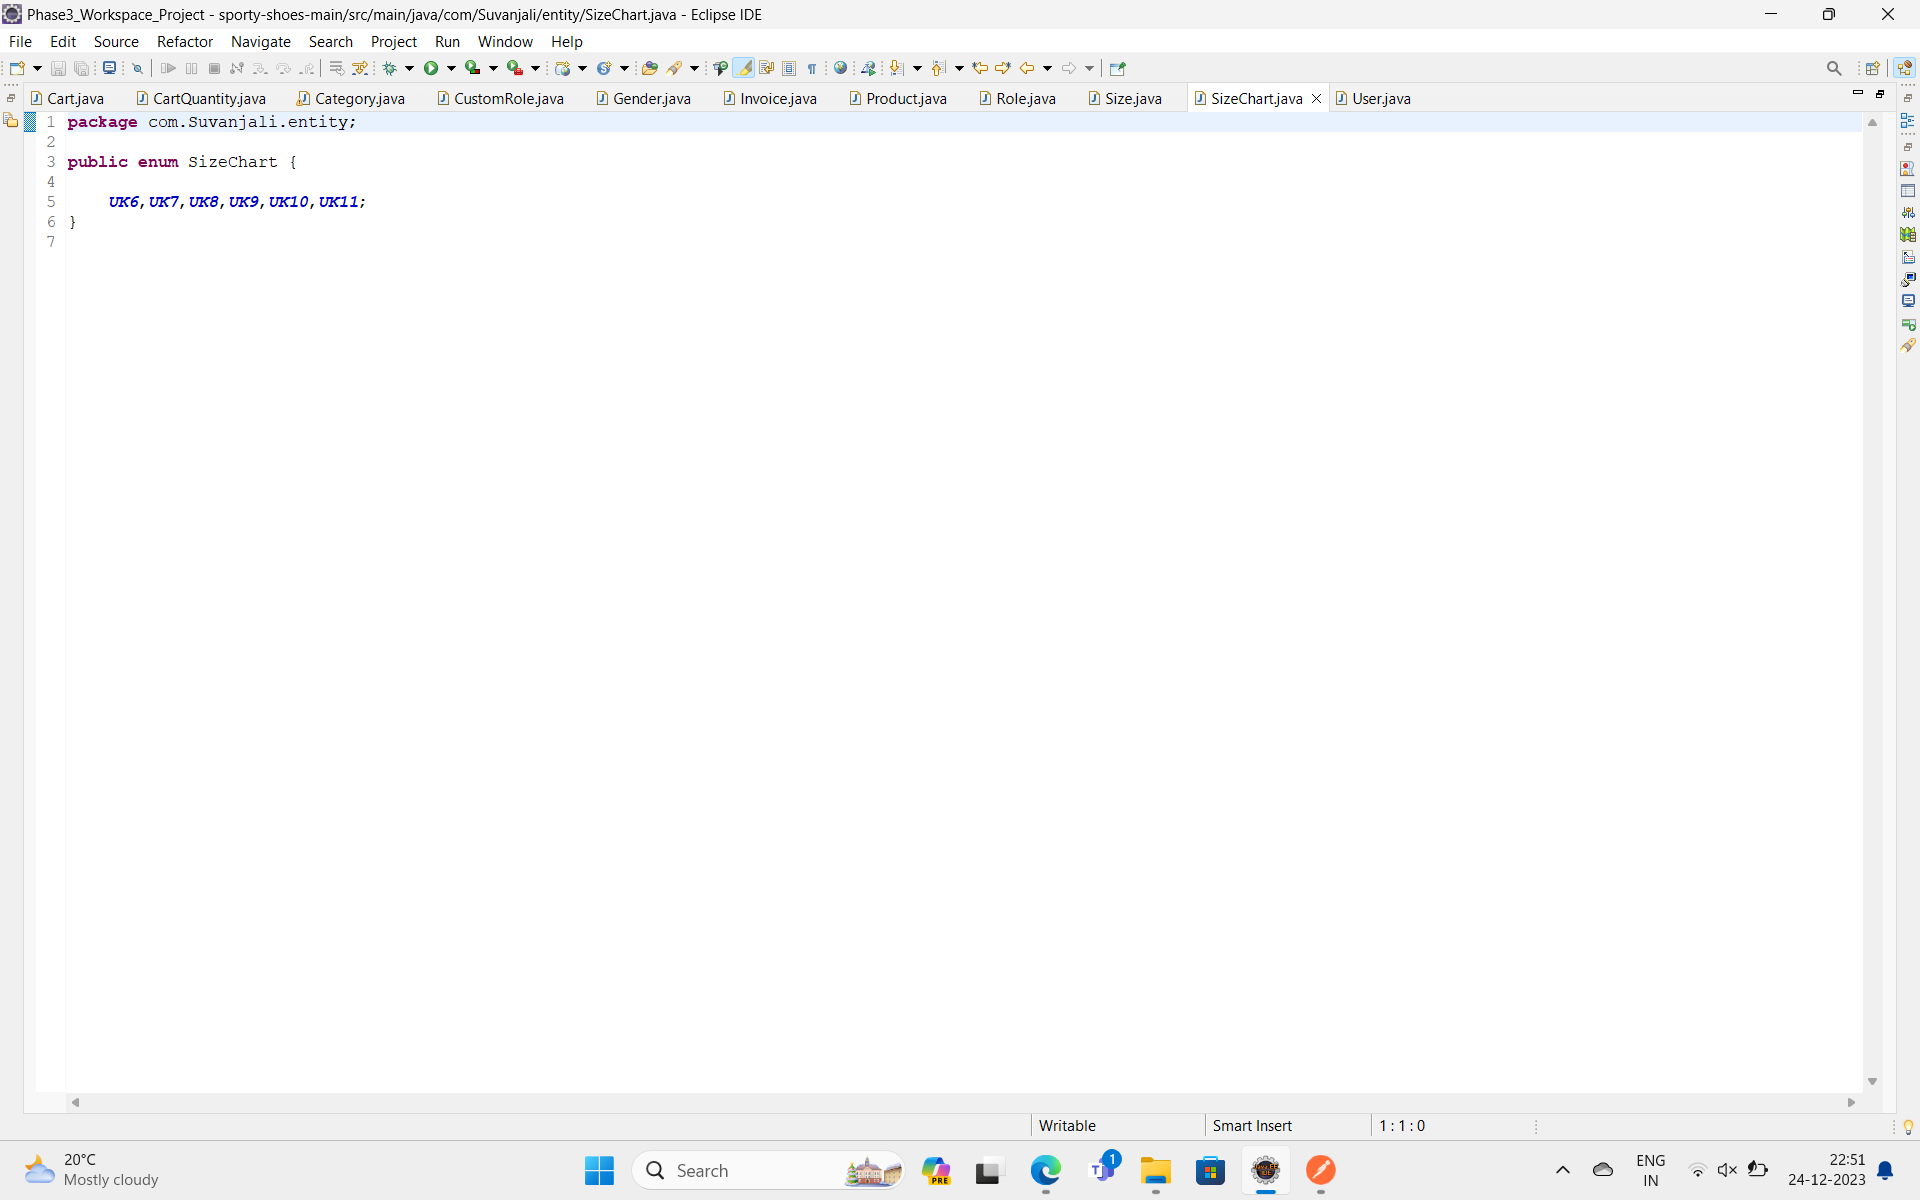 Phase3_Workspace_Project - sporty-shoes-main/src/main/java/com/Suvanjali/entity/SizeChart.java - Eclipse IDE
File Edit Source Refactor Navigate Search Project Run Window Help
Cart.java CartQuantity.java Category.java CustomRole.java Gender.java Invoice.java Product.java Role.java Size.java SizeChart.java User.java
1 package com.Suvanjali.entity;
2
3 public enum SizeChart {
4
5 UK6,UK7,UK8,UK9,UK10,UK11;
6 }
7
Writable Smart Insert 1 : 1 : 0
20°C
Mostly cloudy
Search
PRE
1
ENG
IN
22:51
24-12-2023